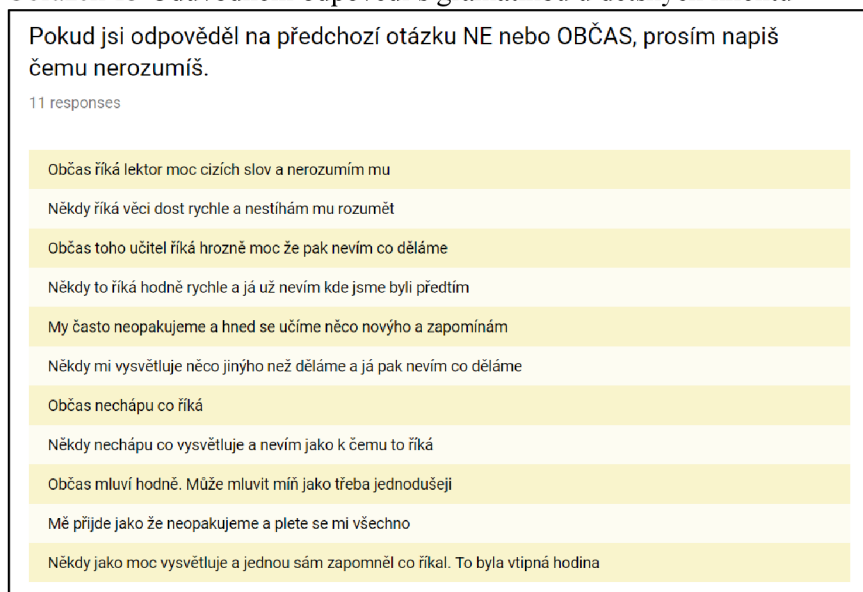 Pokud jsi odpověděl na předchozí otázku NE nebo OBČAS, prosím napiš
čemu nerozumíš.
11 responses
Občas říká lektor moc cizích slov a nerozumím mu
Někdy říká věci dost rychle a nestíhám mu rozumět
Občas toho učitel říká hrozně moc že pak nevím co děláme
Někdy to říká hodně rychle a já už nevím kde jsme byli předtím
My často neopakujeme a hned se učíme něco novýho a zapomínám
Někdy mi vysvětluje něco jinýho než děláme a já pak nevím co děláme
Občas nechápu co říká
Někdy nechápu co vysvětluje a nevím jako k čemu to říká
Občas mluví hodně. Může mluvit míň jako třeba jednodušeji
Mě přijde jako že neopakujeme a plete se mi všechno
Někdy jako moc vysvětluje a jednou sám zapomněl co říkal. To byla vtipná hodina